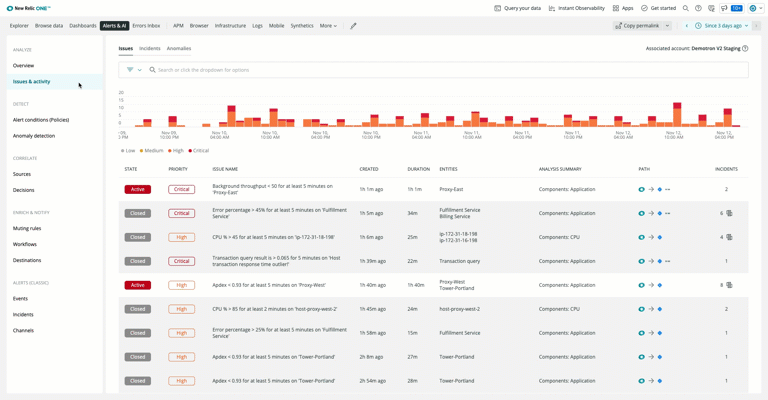 New Relic ONE™
Query your data
Instant Observability
Apps
Get started
10+
Explorer
Browse data
Dashboards
Alerts & AI
Errors Inbox
APM
Browser
Infrastructure
Logs
Mobile
Synthetics
More
Copy permalink
Since 3 days ago
ANALYZE
Overview
Issues & activity
DETECT
Alert conditions (Policies)
Anomaly detection
CORRELATE
Sources
Decisions
ENRICH & NOTIFY
Muting rules
Workflows
Destinations
ALERTS (CLASSIC)
Events
Incidents
Channels
Issues
Incidents
Anomalies
Associated account: Demotron V2 Staging
Search or click the dropdown for options
20
15
10
5
0
Nov 09, 10:00 PM
Nov 10, 04:00 AM
Nov 10, 10:00 AM
Nov 10, 04:00 PM
Nov 10, 10:00 PM
Nov 11, 04:00 AM
Nov 11, 10:00 AM
Nov 11, 04:00 PM
Nov 11, 10:00 PM
Nov 12, 04:00 AM
Nov 12, 10:00 AM
Nov 12, 04:00 PM
Low
Medium
High
Critical
STATE PRIORITY ISSUE NAME CREATED DURATION ENTITIES ANALYSIS SUMMARY PATH INCIDENTS
Active Critical Background throughput < 50 for at least 5 minutes on 'Proxy-East' 1h 1m ago 1h 1m Proxy-East Components: Application 2
Closed Critical Error percentage > 45% for at least 5 minutes on 'Fulfillment Service' 1h 5m ago 34m Fulfillment Service Billing Service Components: Application 6
Closed High CPU % > 45 for at least 5 minutes on 'ip-172-31-18-198' 1h 6m ago 25m ip-172-31-18-198 ip-172-31-16-198 Components: CPU 4
Closed Critical Transaction query result is > 0.065 for 5 minutes on 'Host transaction response time outlier' 1h 39m ago 22m Transaction query Components: Application 1
Active High Apdex < 0.93 for at least 5 minutes on 'Proxy-West' 1h 40m ago 1h 40m Proxy-West Tower-Portland Components: Application 8
Closed High CPU % > 85 for at least 2 minutes on 'host-proxy-west-2' 1h 45m ago 24m host-proxy-west-2 Components: CPU 2
Closed High Error percentage > 25% for at least 5 minutes on 'Fulfillment Service' 1h 58m ago 15m Fulfillment Service Components: Application 1
Closed High Apdex < 0.93 for at least 5 minutes on 'Tower-Portland' 2h 8m ago 27m Tower-Portland Components: Application 1
Closed High Apdex < 0.93 for at least 5 minutes on 'Tower-Portland' 2h 54m ago 28m Tower-Portland Components: Application 1